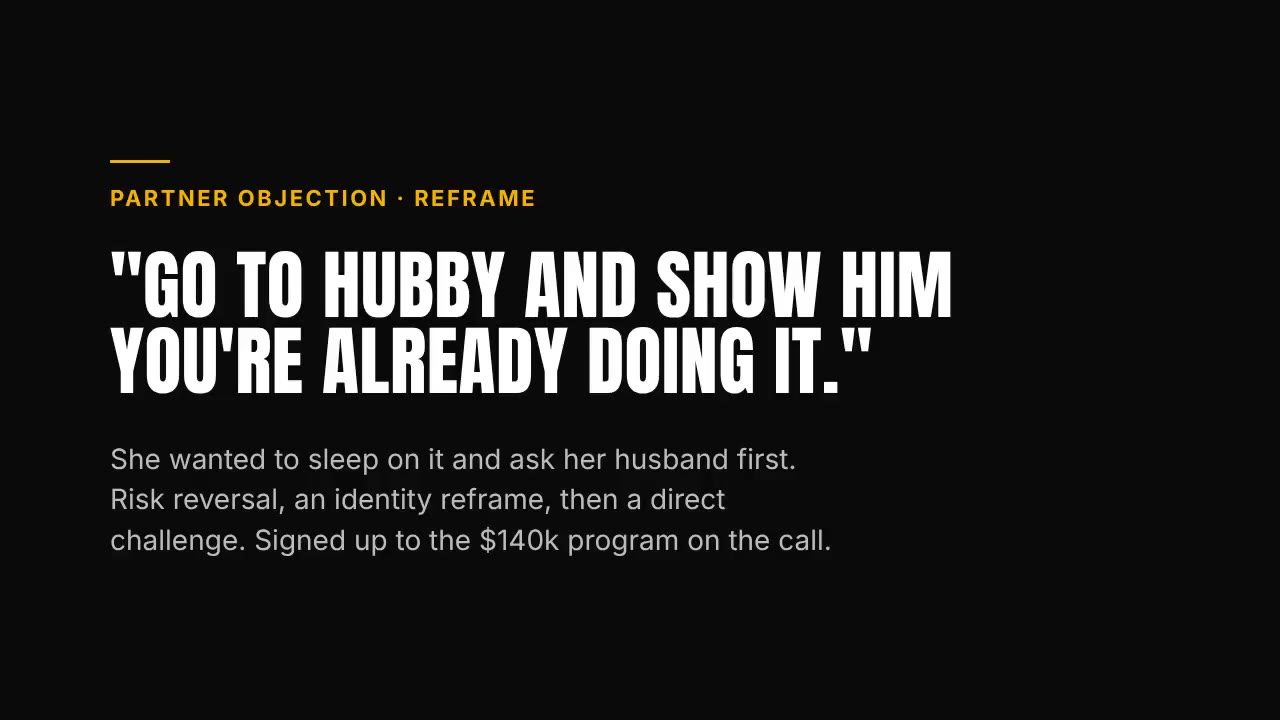 PARTNER OBJECTION · REFRAME
"GO TO HUBBY AND SHOW HIM
YOU'RE ALREADY DOING IT."
She wanted to sleep on it and ask her husband first.
Risk reversal, an identity reframe, then a direct
challenge. Signed up to the $140k program on the call.